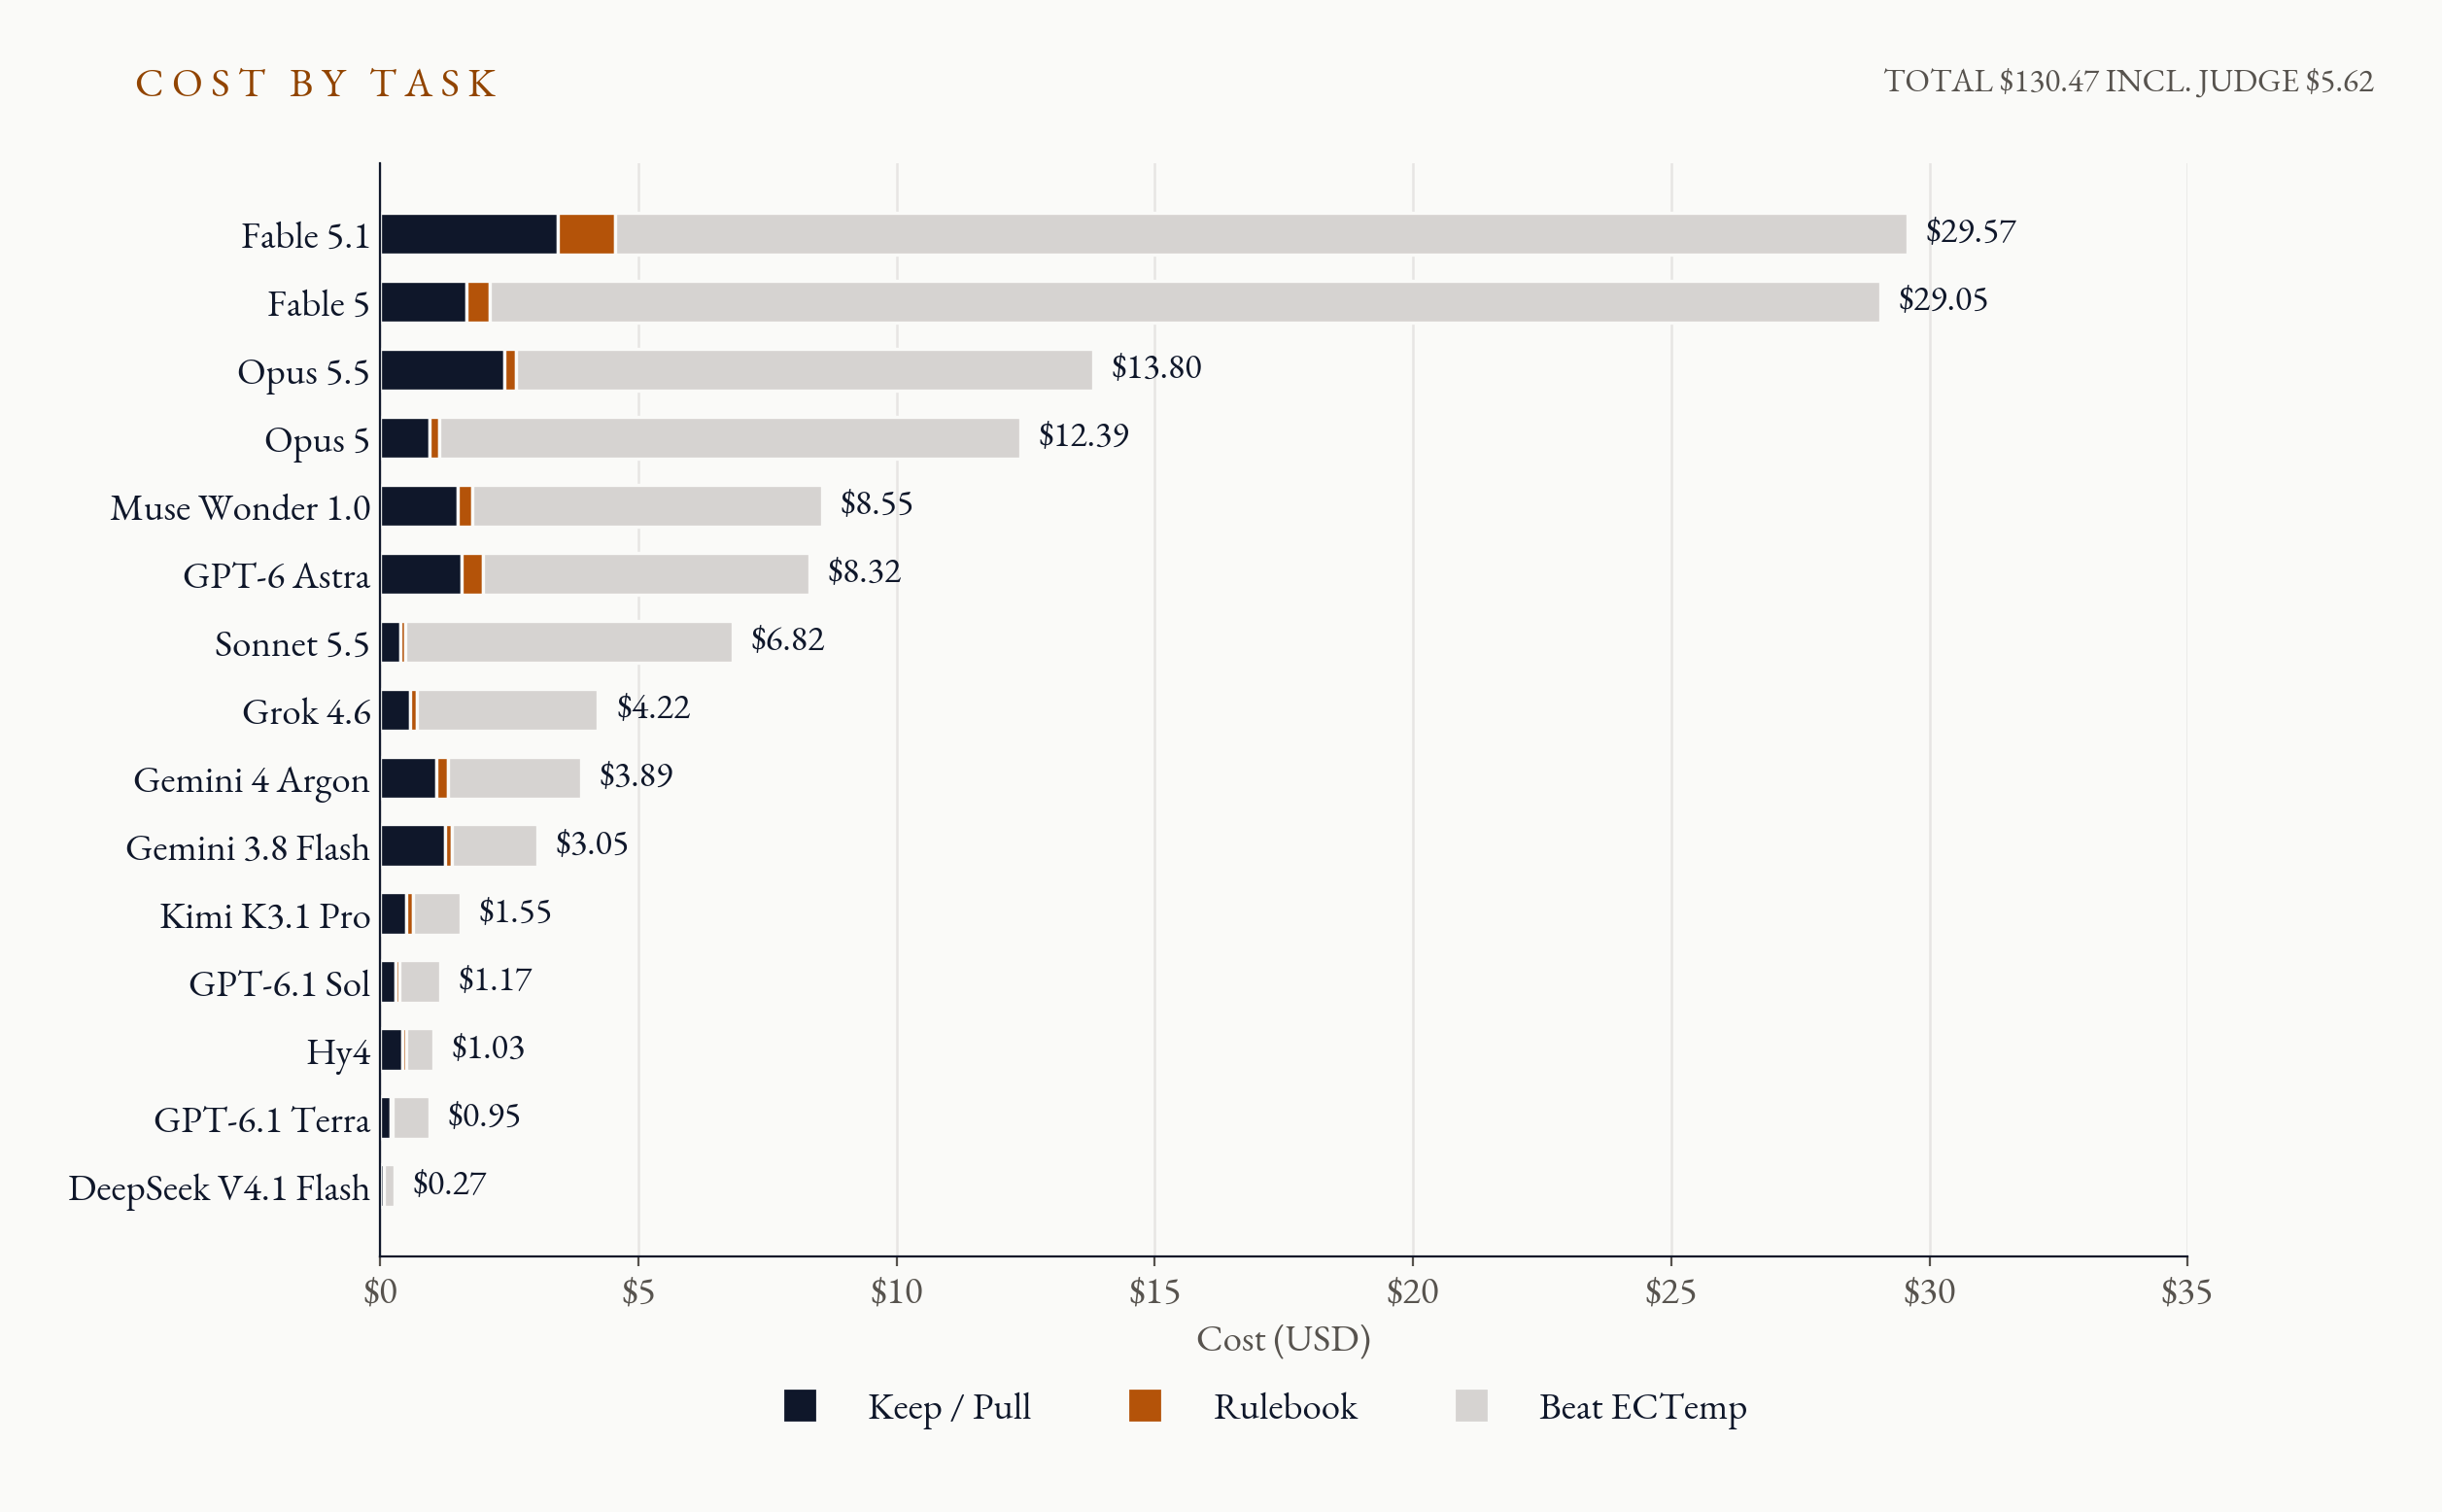 COST BY TASK
TOTAL $130.47 INCL. JUDGE $5.62
Fable 5.1 $29.57
Fable 5 $29.05
Opus 5.5 $13.80
Opus 5 $12.39
Muse Wonder 1.0 $8.55
GPT-6 Astra $8.32
Sonnet 5.5 $6.82
Grok 4.6 $4.22
Gemini 4 Argon $3.89
Gemini 3.8 Flash $3.05
Kimi K3.1 Pro $1.55
GPT-6.1 Sol $1.17
Hy4 $1.03
GPT-6.1 Terra $0.95
DeepSeek V4.1 Flash $0.27
$0 $5 $10 $15 $20 $25 $30 $35
Cost (USD)
Keep / Pull Rulebook Beat ECTemp